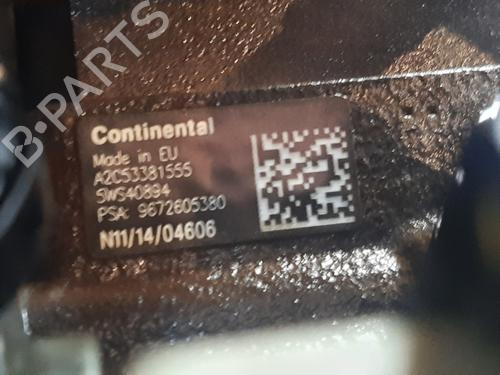 B-PARTS
Continental
Made in EU
A2C53381555
5WS40894
PSA: 9672605380
N11/14/04606